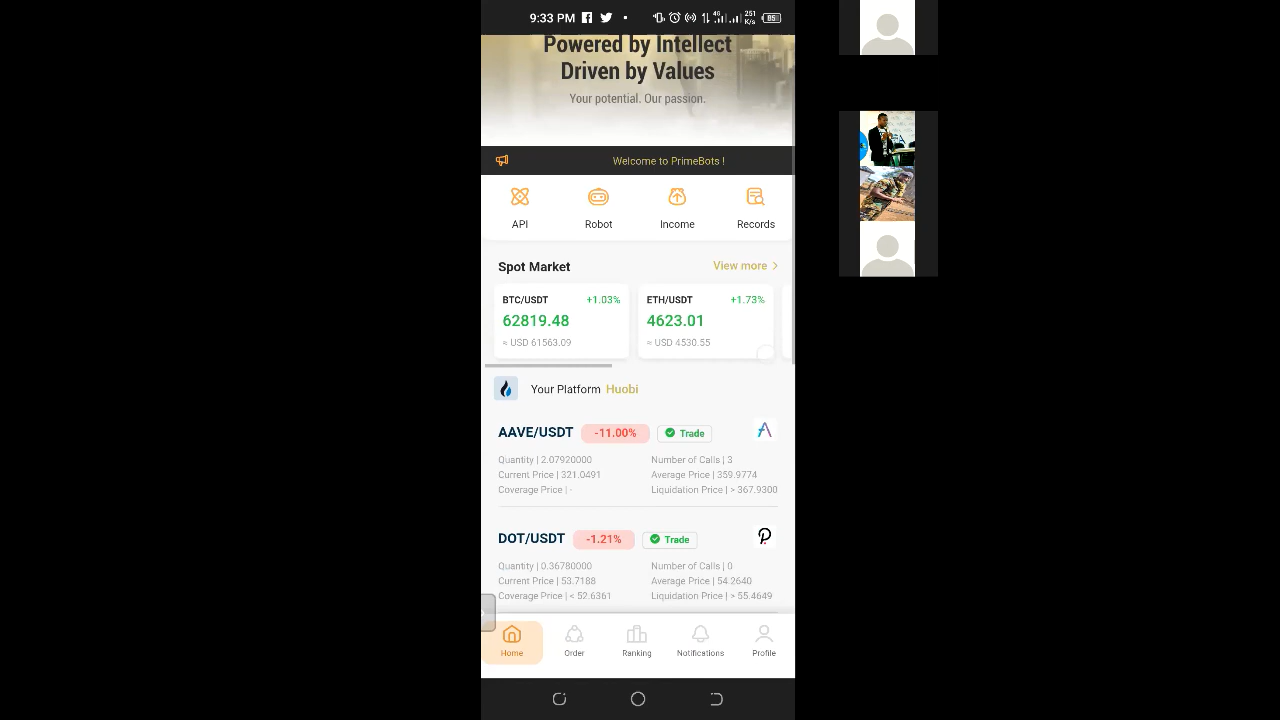 9:33 PM
4G
251
K/s
85
Powered by Intellect
Driven by Values
Your potential. Our passion.
Welcome to PrimeBots !
API Robot Income Records
Spot Market View more >
BTC/USDT +1.03%
62819.48
≈ USD 61563.09
ETH/USDT +1.73%
4623.01
≈ USD 4530.55
Your Platform Huobi
AAVE/USDT -11.00% Trade
Quantity | 2.07920000 Number of Calls | 3
Current Price | 321.0491 Average Price | 359.9774
Coverage Price | - Liquidation Price | > 367.9300
DOT/USDT -1.21% Trade
Quantity | 0.36780000 Number of Calls | 0
Current Price | 53.7188 Average Price | 54.2640
Coverage Price | < 52.6361 Liquidation Price | > 55.4649
Home Order Ranking Notifications Profile